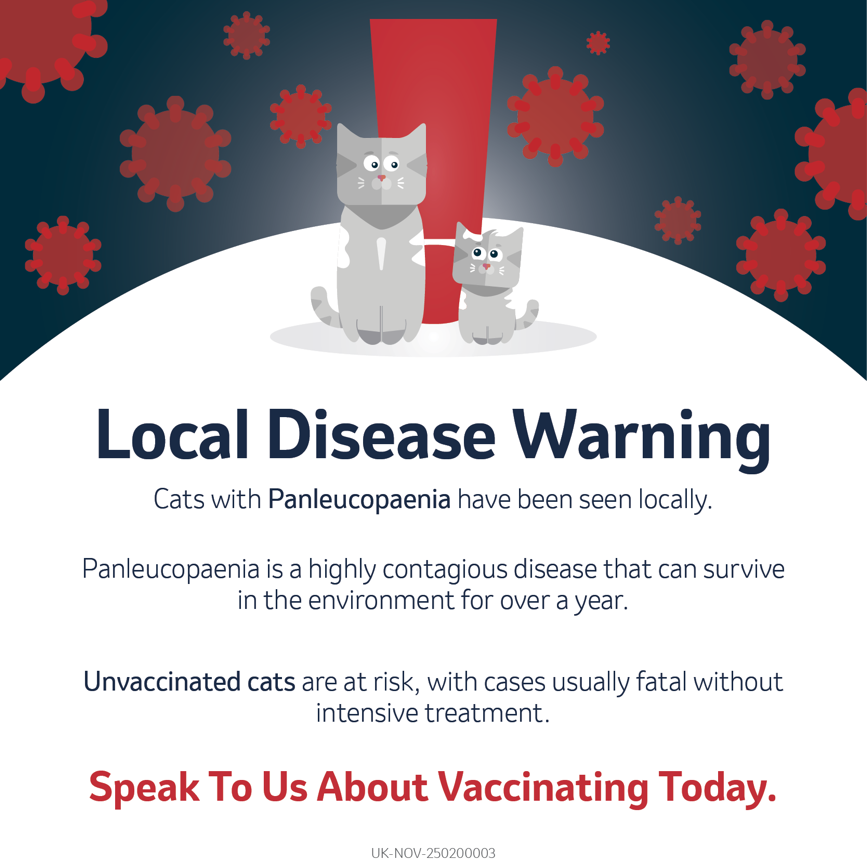 Local Disease Warning
Cats with Panleucopaenia have been seen locally.
Panleucopaenia is a highly contagious disease that can survive
in the environment for over a year.
Unvaccinated cats are at risk, with cases usually fatal without
intensive treatment.
Speak To Us About Vaccinating Today.
UK-NOV-250200003